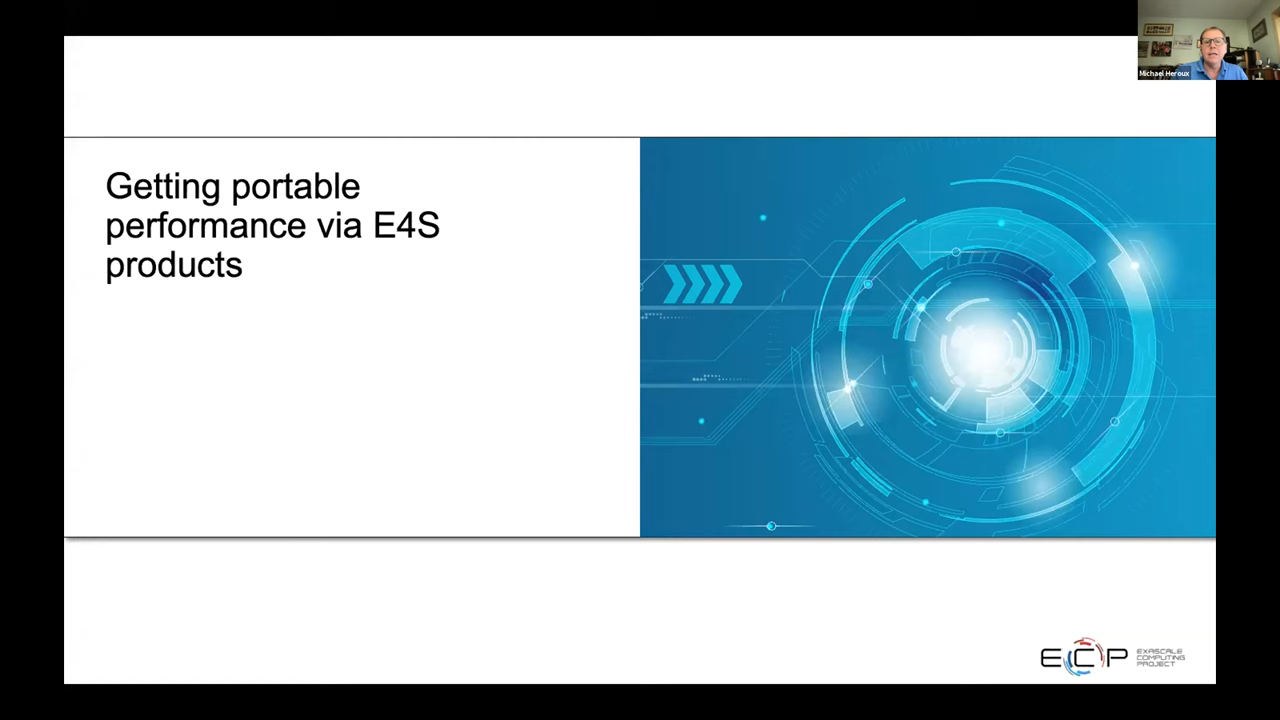 Michael Heroux
Getting portable
performance via E4S
products
ECP
EXASCALE
COMPUTING
PROJECT